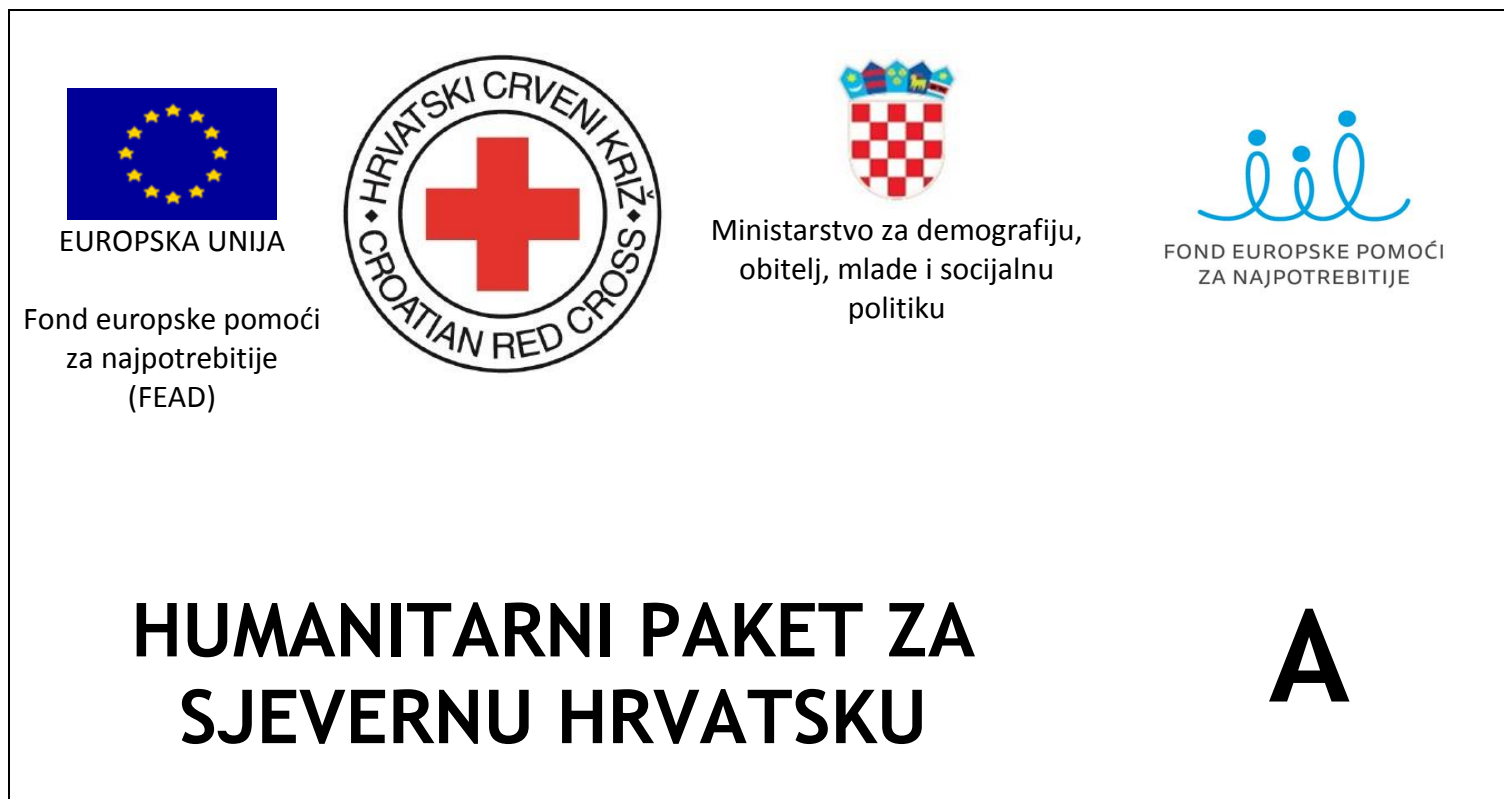 EUROPSKA UNIJA
Fond europske pomoći
za najpotrebitije
(FEAD)
• HRVATSKI CRVENI KRIŽ •
CROATIAN RED CROSS
Ministarstvo za demografiju,
obitelj, mlade i socijalnu
politiku
FOND EUROPSKE POMOĆI
ZA NAJPOTREBITIJE
HUMANITARNI PAKET ZA
SJEVERNU HRVATSKU
A